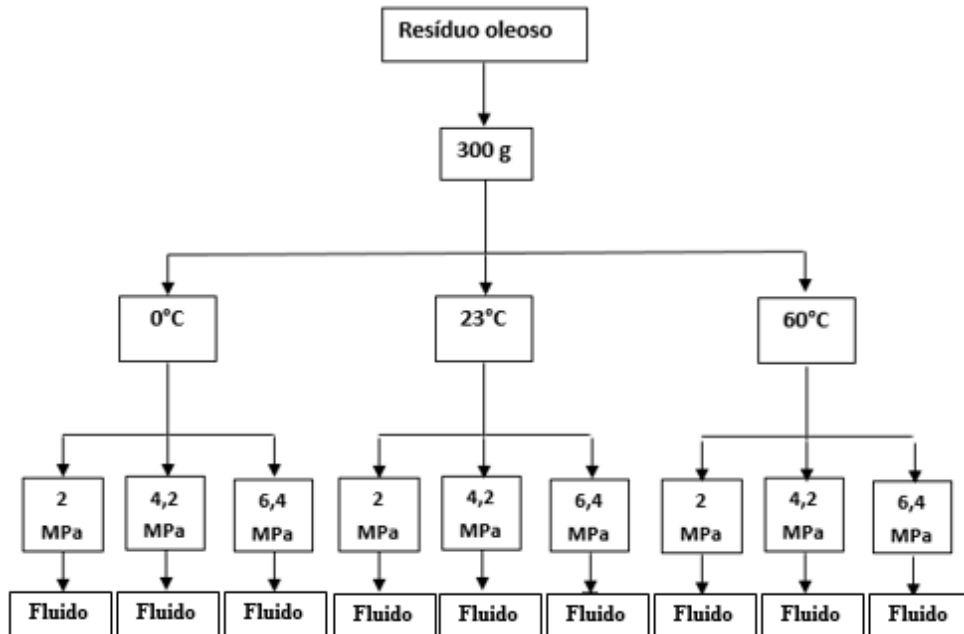 Resíduo oleoso
300 g
0°C
23°C
60°C
2
MPa
4,2
MPa
6,4
MPa
2
MPa
4,2
MPa
6,4
MPa
2
MPa
4,2
MPa
6,4
MPa
Fluido
Fluido
Fluido
Fluido
Fluido
Fluido
Fluido
Fluido
Fluido